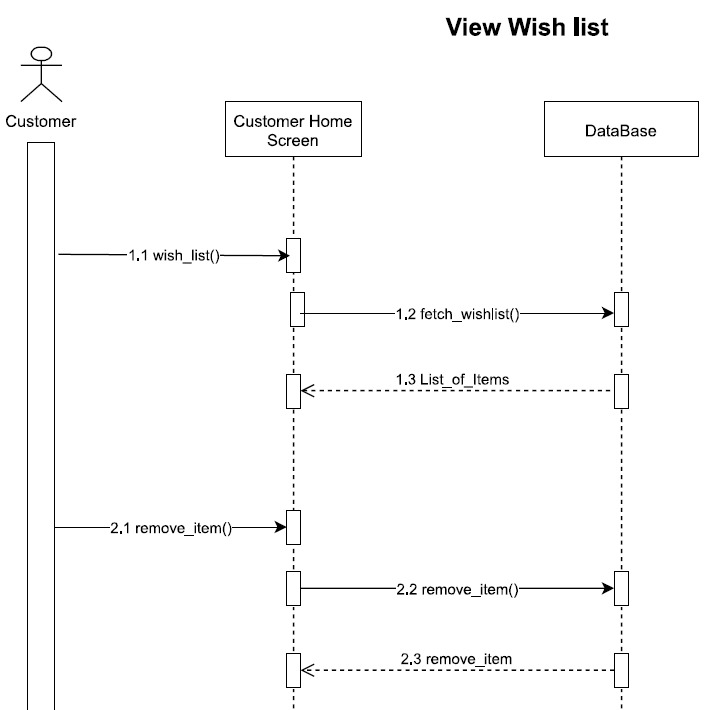 View Wish list
Customer
Customer Home
Screen
DataBase
1.1 wish_list()
1.2 fetch_wishlist()
1.3 List_of_Items
2.1 remove_item()
2.2 remove_item()
2.3 remove_item